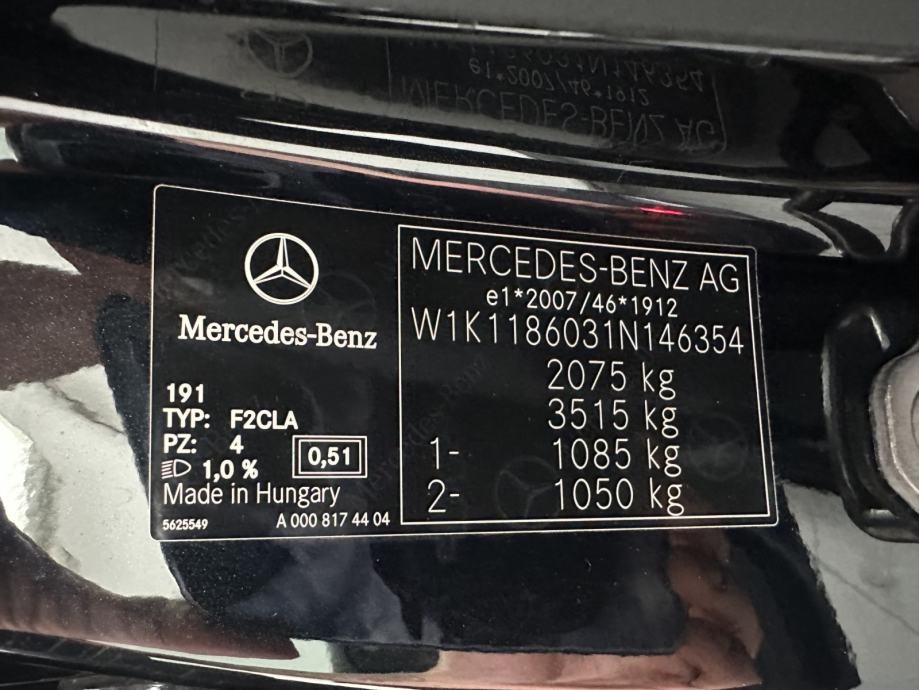 Mercedes-Benz
191
TYP: F2CLA
PZ: 4
1,0 %
0,51
Made in Hungary
5625549 A 000 817 44 04
MERCEDES-BENZ AG
e1*2007/46*1912
W1K1186031N146354
2075 kg
3515 kg
1- 1085 kg
2- 1050 kg